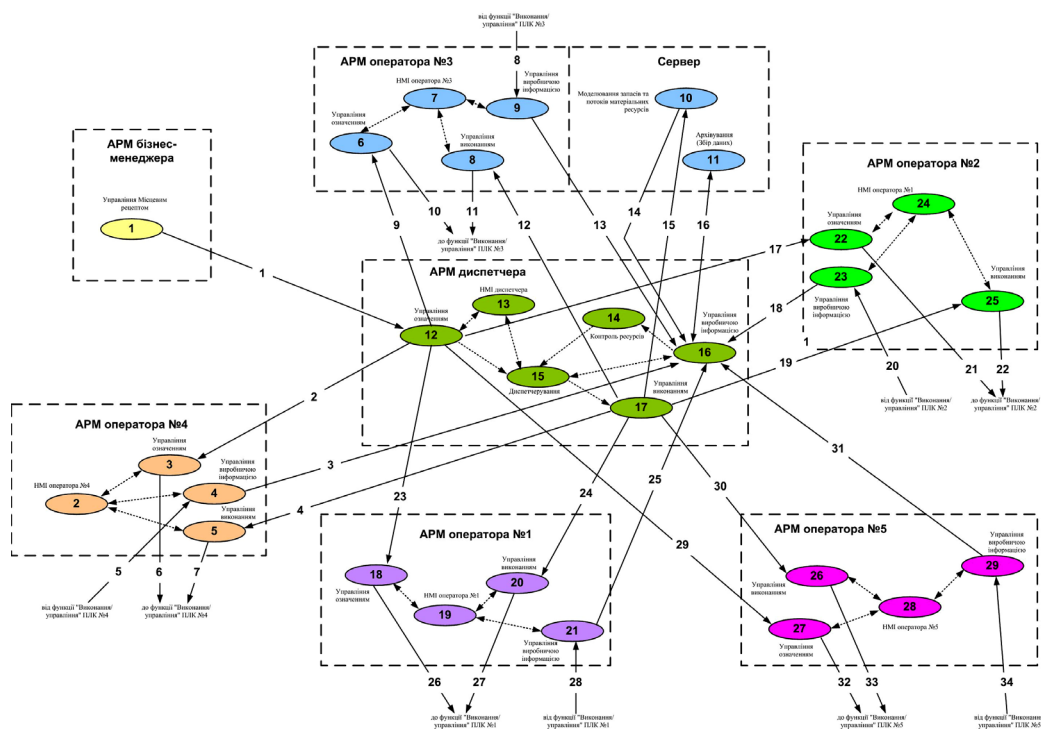 від функції "Виконання/
управління" ПЛК №3
8
АРМ оператора №3
HMI оператора №3
7
Управління
виробничою
інформацією
9
Управління
означенням
6
Управління
виконанням
8
Сервер
Моделювання запасів та
потоків матеріальних
ресурсів
10
Архівування
(Збір даних)
11
АРМ бізнес-
менеджера
Управління Місцевим
рецептом
1
АРМ оператора №2
HMI оператора №1
24
Управління
означенням
22
23
Управління
виробничою
інформацією
Управління
виконанням
25
9
10
11
12
13
14
15
16
17
до функції "Виконання/
управління" ПЛК №3
1
АРМ диспетчера
HMI диспетчера
13
Управління
означенням
12
14
Контроль ресурсів
Управління
виробничою
інформацією
16
15
Диспетчерування
Управління
виконанням
17
18
19
20
21
22
від функції "Виконання/
управління" ПЛК №2
до функції "Виконання/
управління" ПЛК №2
2
3
4
АРМ оператора №4
Управління
означенням
3
HMI оператора №4
2
Управління
виробничою
інформацією
4
Управління
виконанням
5
5
6
7
від функції "Виконання/
управління" ПЛК №4
до функції "Виконання/
управління" ПЛК №4
23
24
25
29
30
31
АРМ оператора №1
18
Управління
означенням
Управління
виконанням
20
HMI оператора №1
19
21
Управління
виробничою
інформацією
26
27
28
до функції "Виконання/
управління" ПЛК №1
від функції "Виконання/
управління" ПЛК №1
АРМ оператора №5
26
Управління
виконанням
Управління
виробничою
інформацією
29
28
HMI оператора №5
27
Управління
означенням
32
33
34
до функції "Виконання/
управління" ПЛК №5
від функції "Виконання/
управління" ПЛК №5